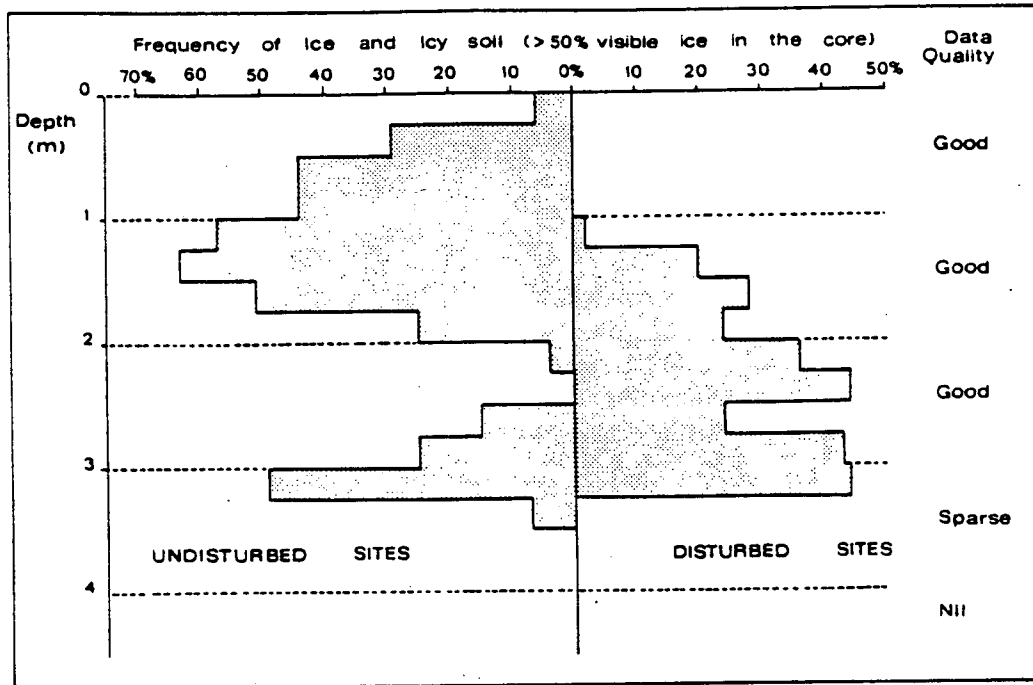 Frequency of Ice and Icy soil (>50% visible ice in the core)
Data
Quality
70% 60 50 40 30 20 10 0% 10 20 30 40 50%
0
Depth
(m)
Good
1
Good
2
Good
3
Sparse
UNDISTURBED SITES DISTURBED SITES
4
Nil